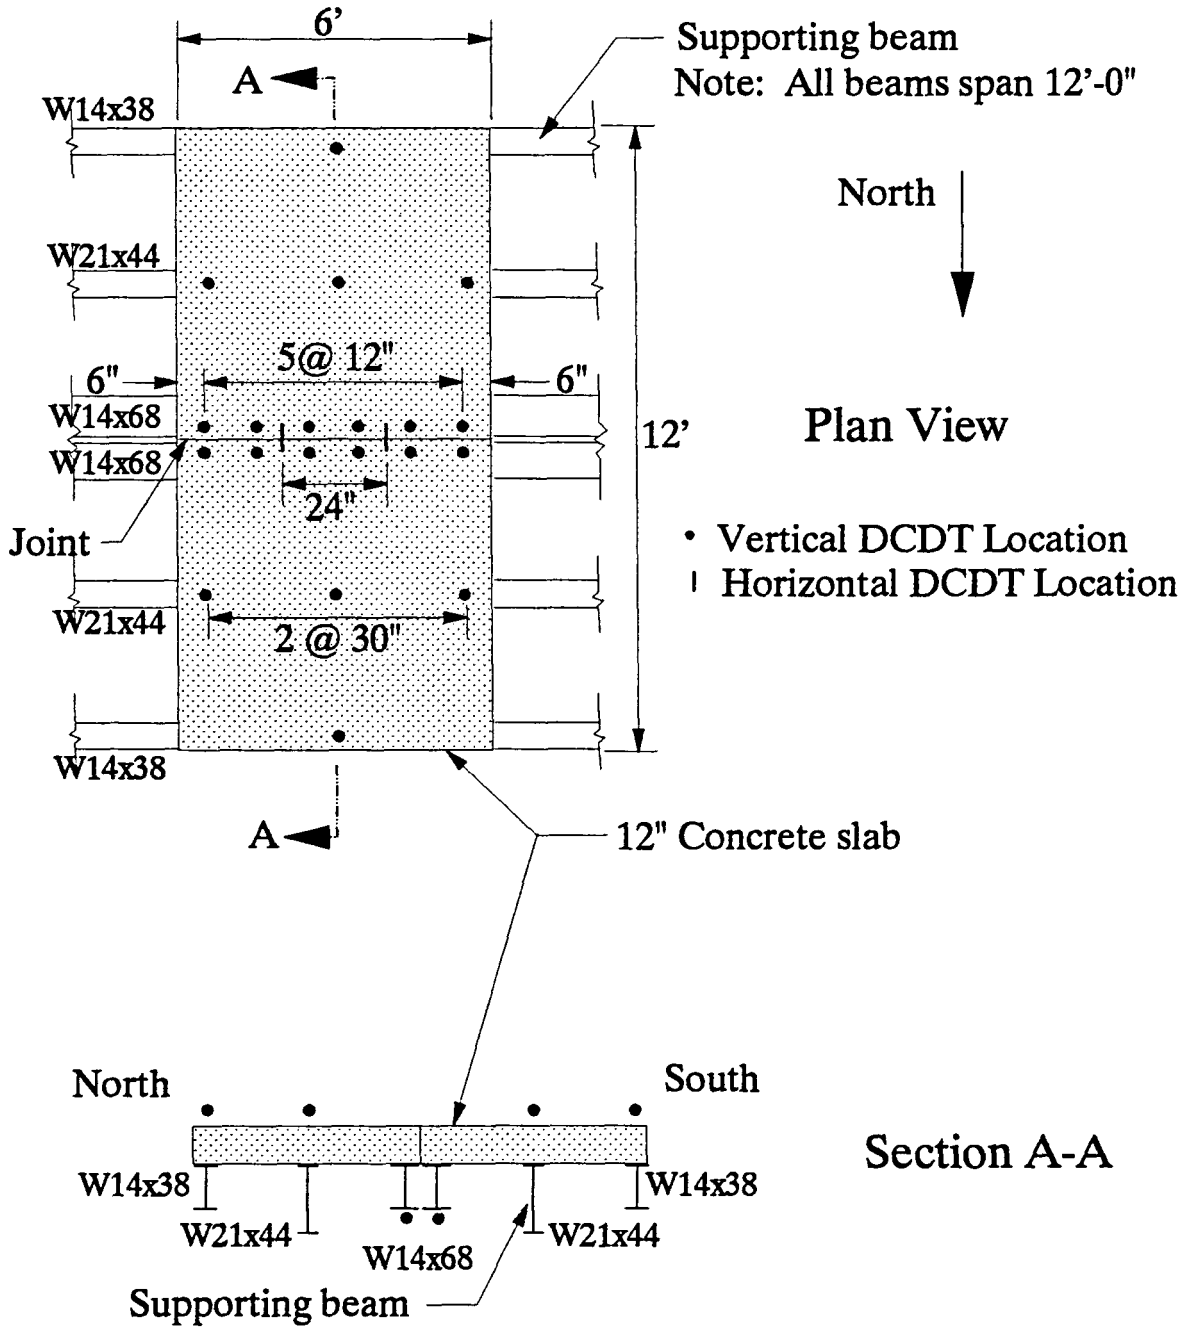 6'
Supporting beam
Note: All beams span 12'-0"
A
W14x38
North
W21x44
5@ 12"
6"
6"
W14x68
Plan View
12'
W14x68
24"
Joint
• Vertical DCDT Location
I Horizontal DCDT Location
W21x44
2 @ 30"
W14x38
A
12" Concrete slab
North
South
Section A-A
W14x38
W14x38
W21x44
W21x44
W14x68
Supporting beam